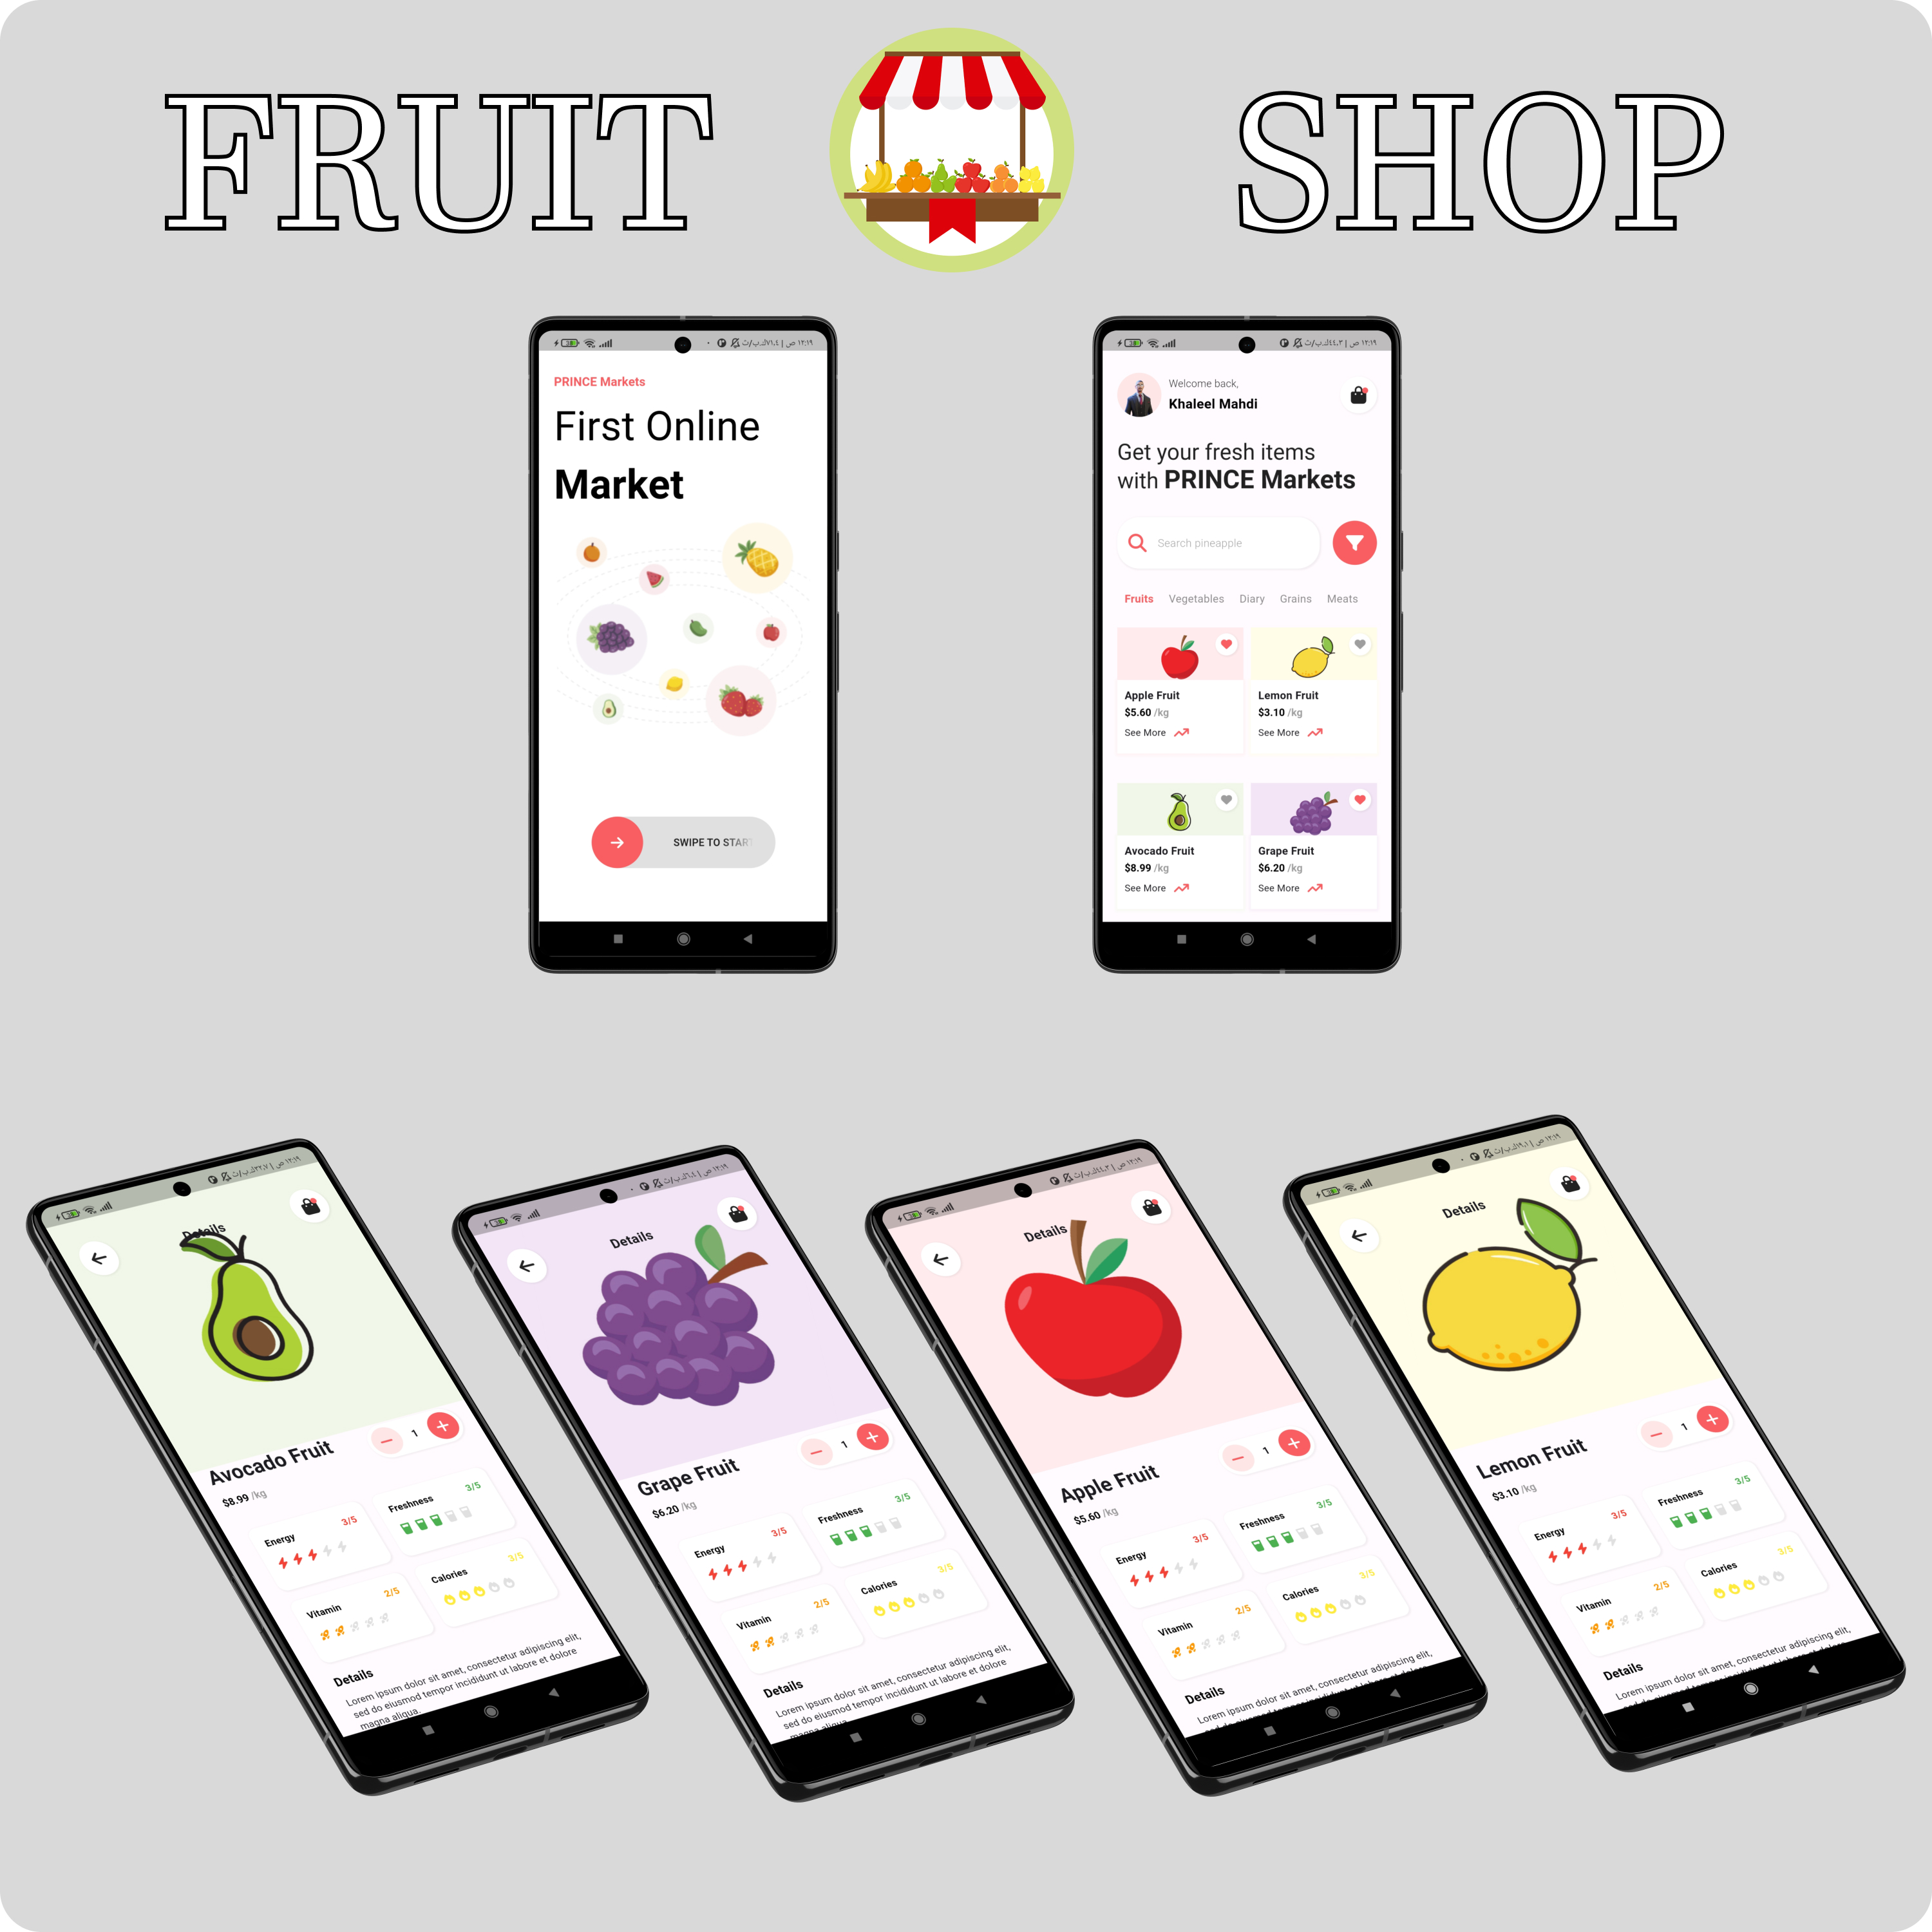 FRUIT SHOP
١٢:١٩ ص | ٧١.٤ك.ب/ث
PRINCE Markets
First Online
Market
SWIPE TO START
١٢:١٩ ص | ٤٤.٣ك.ب/ث
Welcome back,
Khaleel Mahdi
Get your fresh items
with PRINCE Markets
Search pineapple
Fruits Vegetables Diary Grains Meats
Apple Fruit
$5.60 /kg
See More
Lemon Fruit
$3.10 /kg
See More
Avocado Fruit
$8.99 /kg
See More
Grape Fruit
$6.20 /kg
See More
Details
Avocado Fruit
1
$8.99 /kg
Energy 3/5
Freshness 3/5
Vitamin 2/5
Calories 3/5
Details
Lorem ipsum dolor sit amet, consectetur adipiscing elit,
sed do eiusmod tempor incididunt ut labore et dolore
magna aliqua.
Details
Grape Fruit
1
$6.20 /kg
Energy 3/5
Freshness 3/5
Vitamin 2/5
Calories 3/5
Details
Lorem ipsum dolor sit amet, consectetur adipiscing elit,
sed do eiusmod tempor incididunt ut labore et dolore
magna aliqua.
Details
Apple Fruit
1
$5.60 /kg
Energy 3/5
Freshness 3/5
Vitamin 2/5
Calories 3/5
Details
Lorem ipsum dolor sit amet, consectetur adipiscing elit,
Details
Lemon Fruit
1
$3.10 /kg
Energy 3/5
Freshness 3/5
Vitamin 2/5
Calories 3/5
Details
Lorem ipsum dolor sit amet, consectetur adipiscing elit,